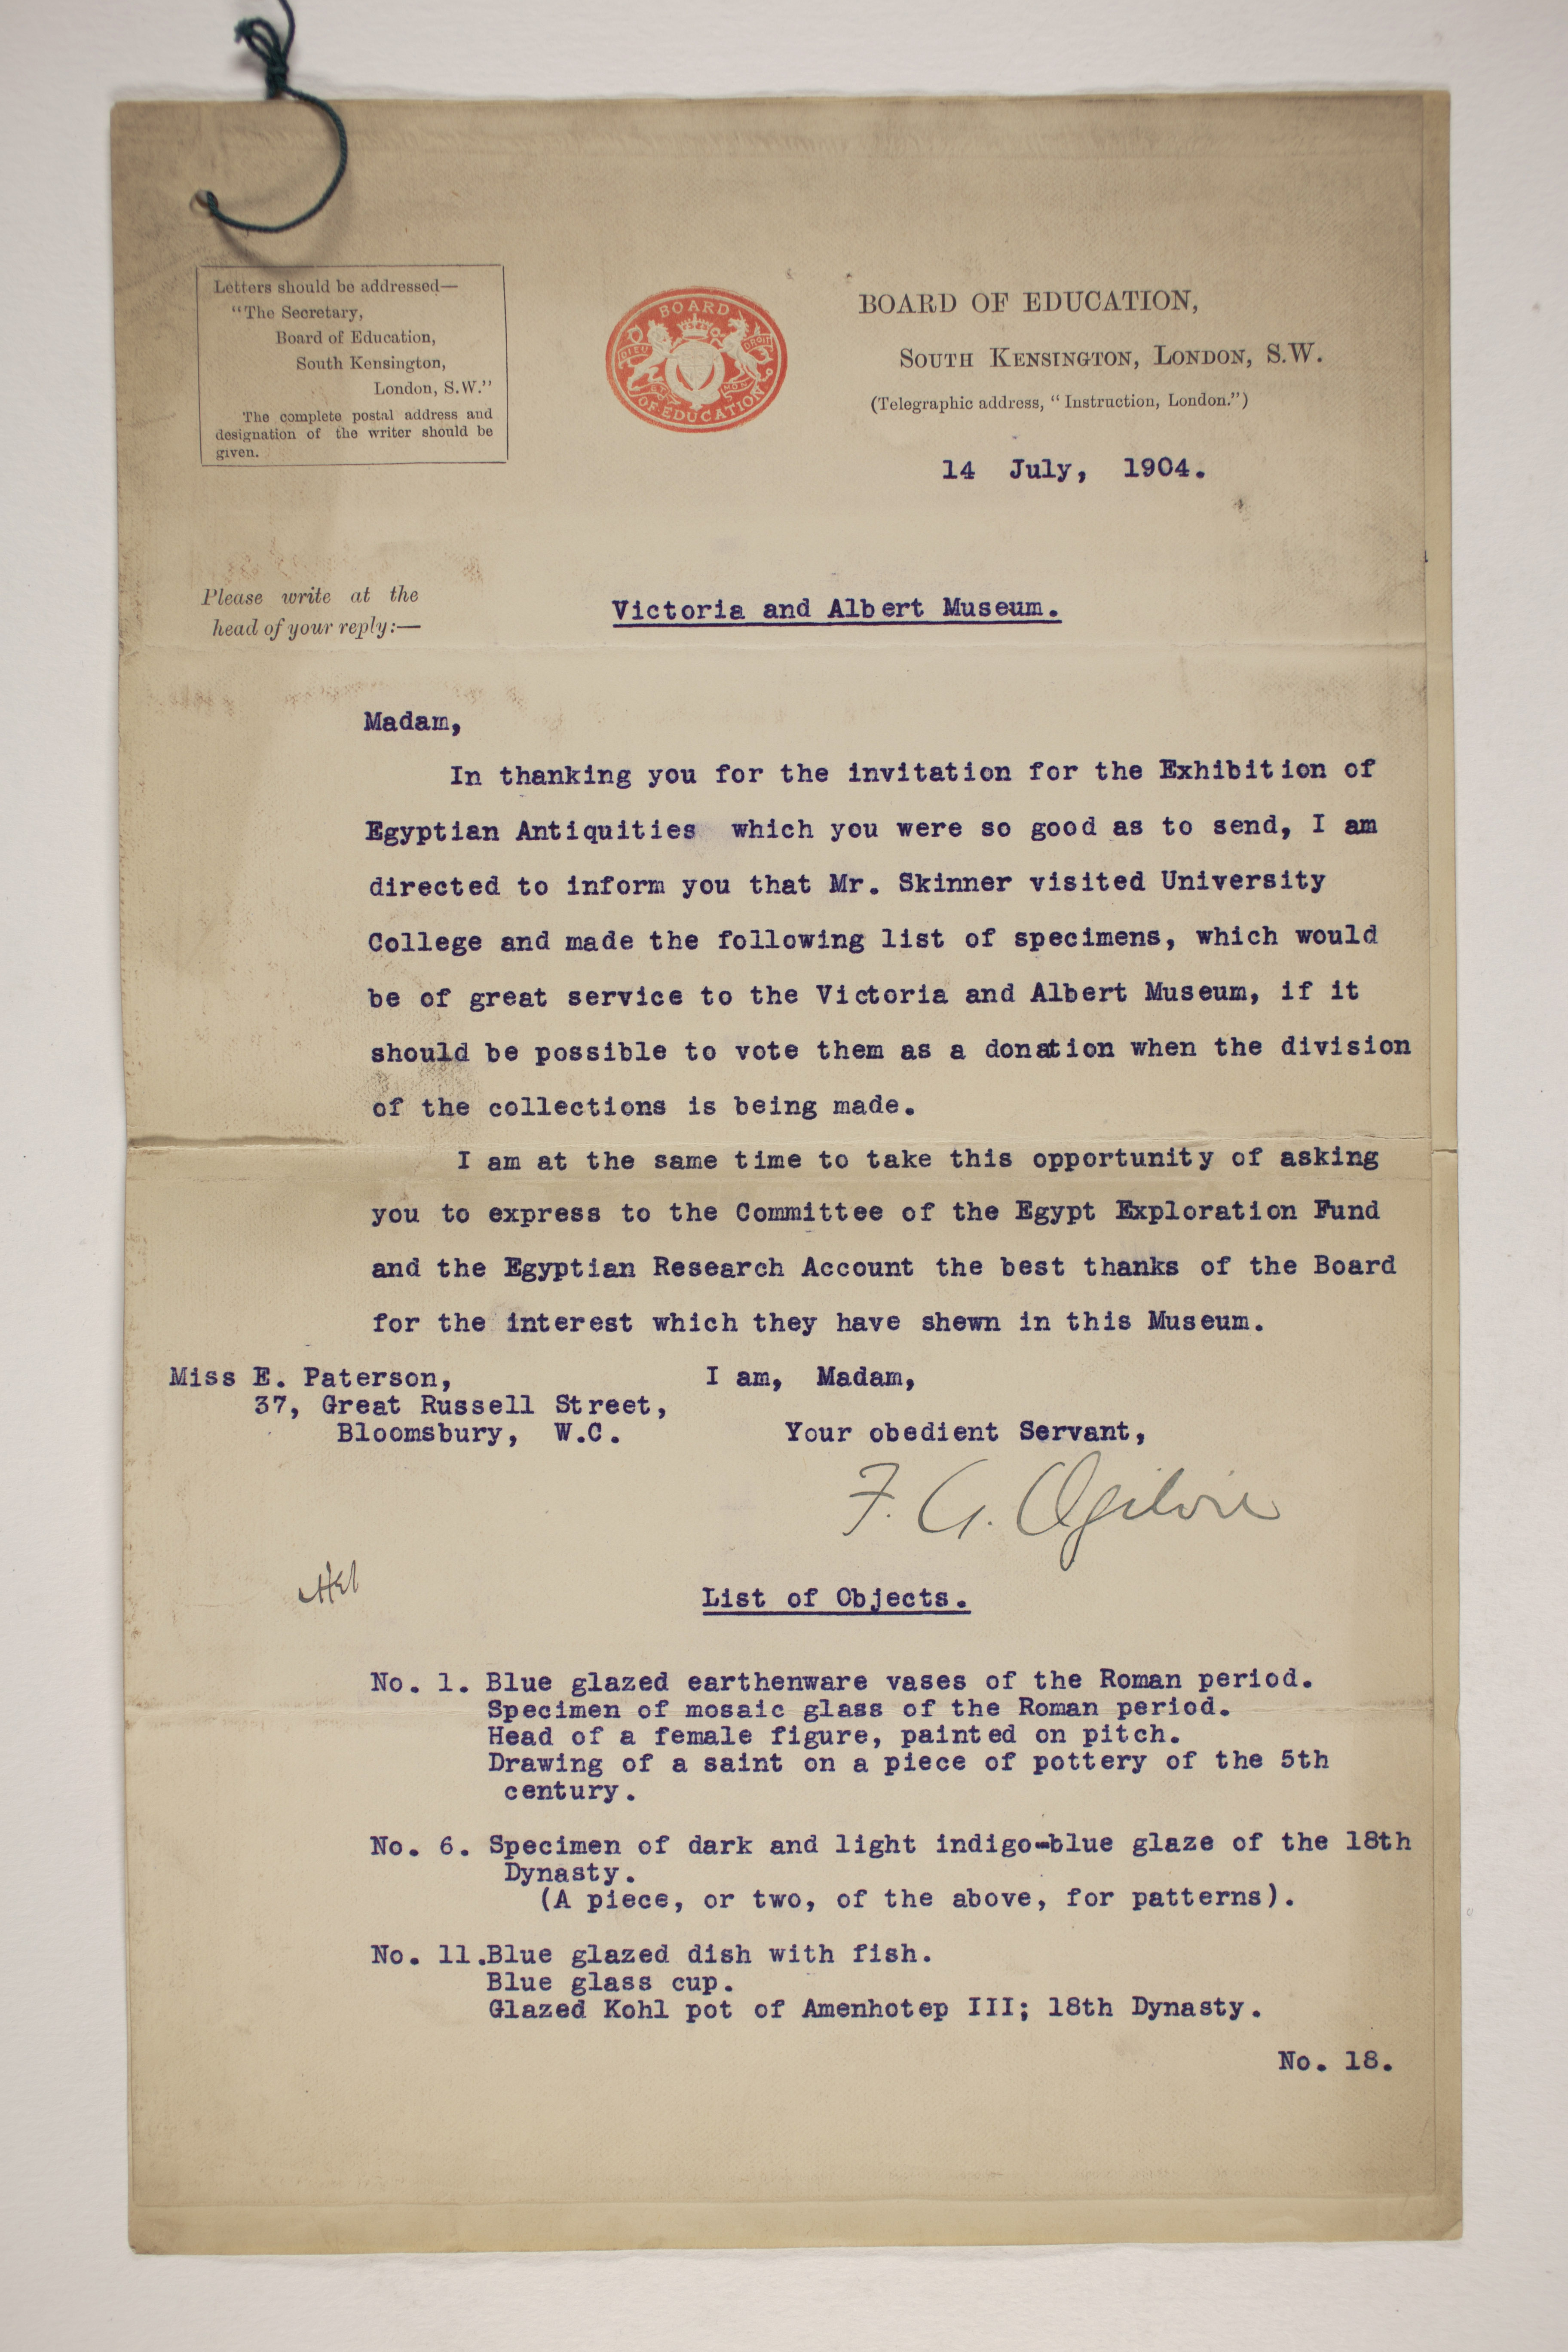 Letters should be addressed—
"The Secretary,
Board of Education,
South Kensington,
London, S.W."
The complete postal address and
designation of the writer should be
given.
BOARD
OF EDUCATION
DIEU
ET
MON
DROIT
BOARD OF EDUCATION,
SOUTH KENSINGTON, LONDON, S.W.
(Telegraphic address, "Instruction, London.")
14 July, 1904.
Please write at the
head of your reply:—
Victoria and Albert Museum.
Madam,
In thanking you for the invitation for the Exhibition of
Egyptian Antiquities which you were so good as to send, I am
directed to inform you that Mr. Skinner visited University
College and made the following list of specimens, which would
be of great service to the Victoria and Albert Museum, if it
should be possible to vote them as a donation when the division
of the collections is being made.
I am at the same time to take this opportunity of asking
you to express to the Committee of the Egypt Exploration Fund
and the Egyptian Research Account the best thanks of the Board
for the interest which they have shewn in this Museum.
Miss E. Paterson,
37, Great Russell Street,
Bloomsbury, W.C.
I am, Madam,
Your obedient Servant,
F. G. Ogilvie
List of Objects.
No. 1. Blue glazed earthenware vases of the Roman period.
Specimen of mosaic glass of the Roman period.
Head of a female figure, painted on pitch.
Drawing of a saint on a piece of pottery of the 5th
century.
No. 6. Specimen of dark and light indigo-blue glaze of the 18th
Dynasty.
(A piece, or two, of the above, for patterns).
No. 11. Blue glazed dish with fish.
Blue glass cup.
Glazed Kohl pot of Amenhotep III; 18th Dynasty.
No. 18.